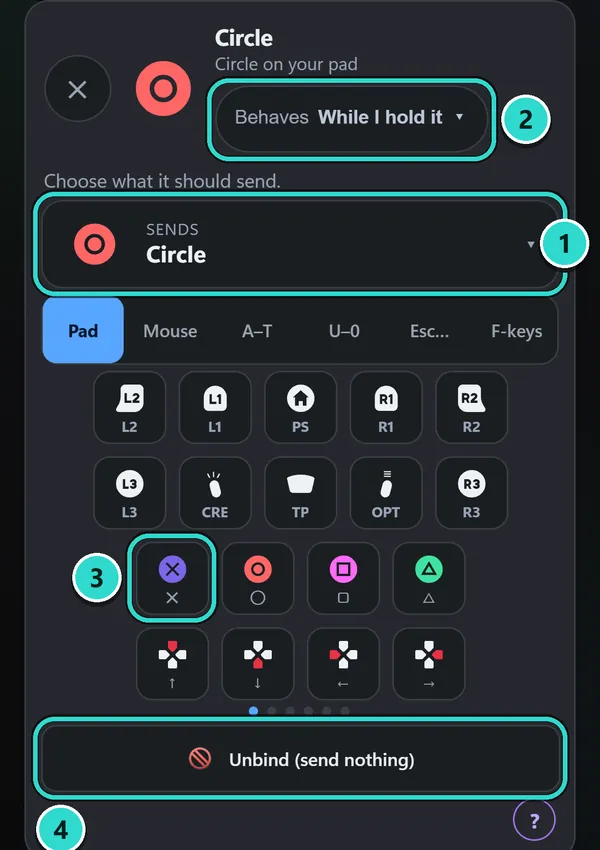 Circle
Circle on your pad
Behaves While I hold it ▾
2
Choose what it should send.
SENDS
Circle
1
Pad Mouse A–T U–0 Esc... F-keys
L2 L1 R1 R2
L2 L1 PS R1 R2
L3 R3
L3 CRE TP OPT R3
3
↑ ↓ ← →
Unbind (send nothing)
4
?